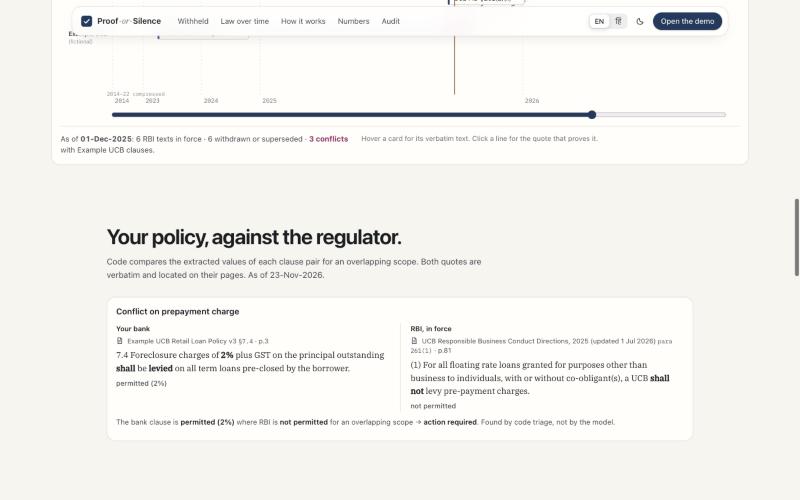 Proof-or-Silence
Withheld
Law over time
How it works
Numbers
Audit
EN
हिं
Open the demo
(fictional)
2014–22 compressed
2014
2023
2024
2025
2026
As of 01-Dec-2025: 6 RBI texts in force · 6 withdrawn or superseded · 3 conflicts
with Example UCB clauses.
Hover a card for its verbatim text. Click a line for the quote that proves it.
Your policy, against the regulator.
Code compares the extracted values of each clause pair for an overlapping scope. Both quotes are
verbatim and located on their pages. As of 23-Nov-2026.
Conflict on prepayment charge
Your bank
Example UCB Retail Loan Policy v3 §7.4 · p.3
7.4 Foreclosure charges of 2% plus GST on the principal outstanding
shall be levied on all term loans pre-closed by the borrower.
permitted (2%)
RBI, in force
UCB Responsible Business Conduct Directions, 2025 (updated 1 Jul 2026) para
261(1) · p.81
(1) For all floating rate loans granted for purposes other than
business to individuals, with or without co-obligant(s), a UCB shall
not levy pre-payment charges.
not permitted
The bank clause is permitted (2%) where RBI is not permitted for an overlapping scope → action required. Found by code triage, not by the model.